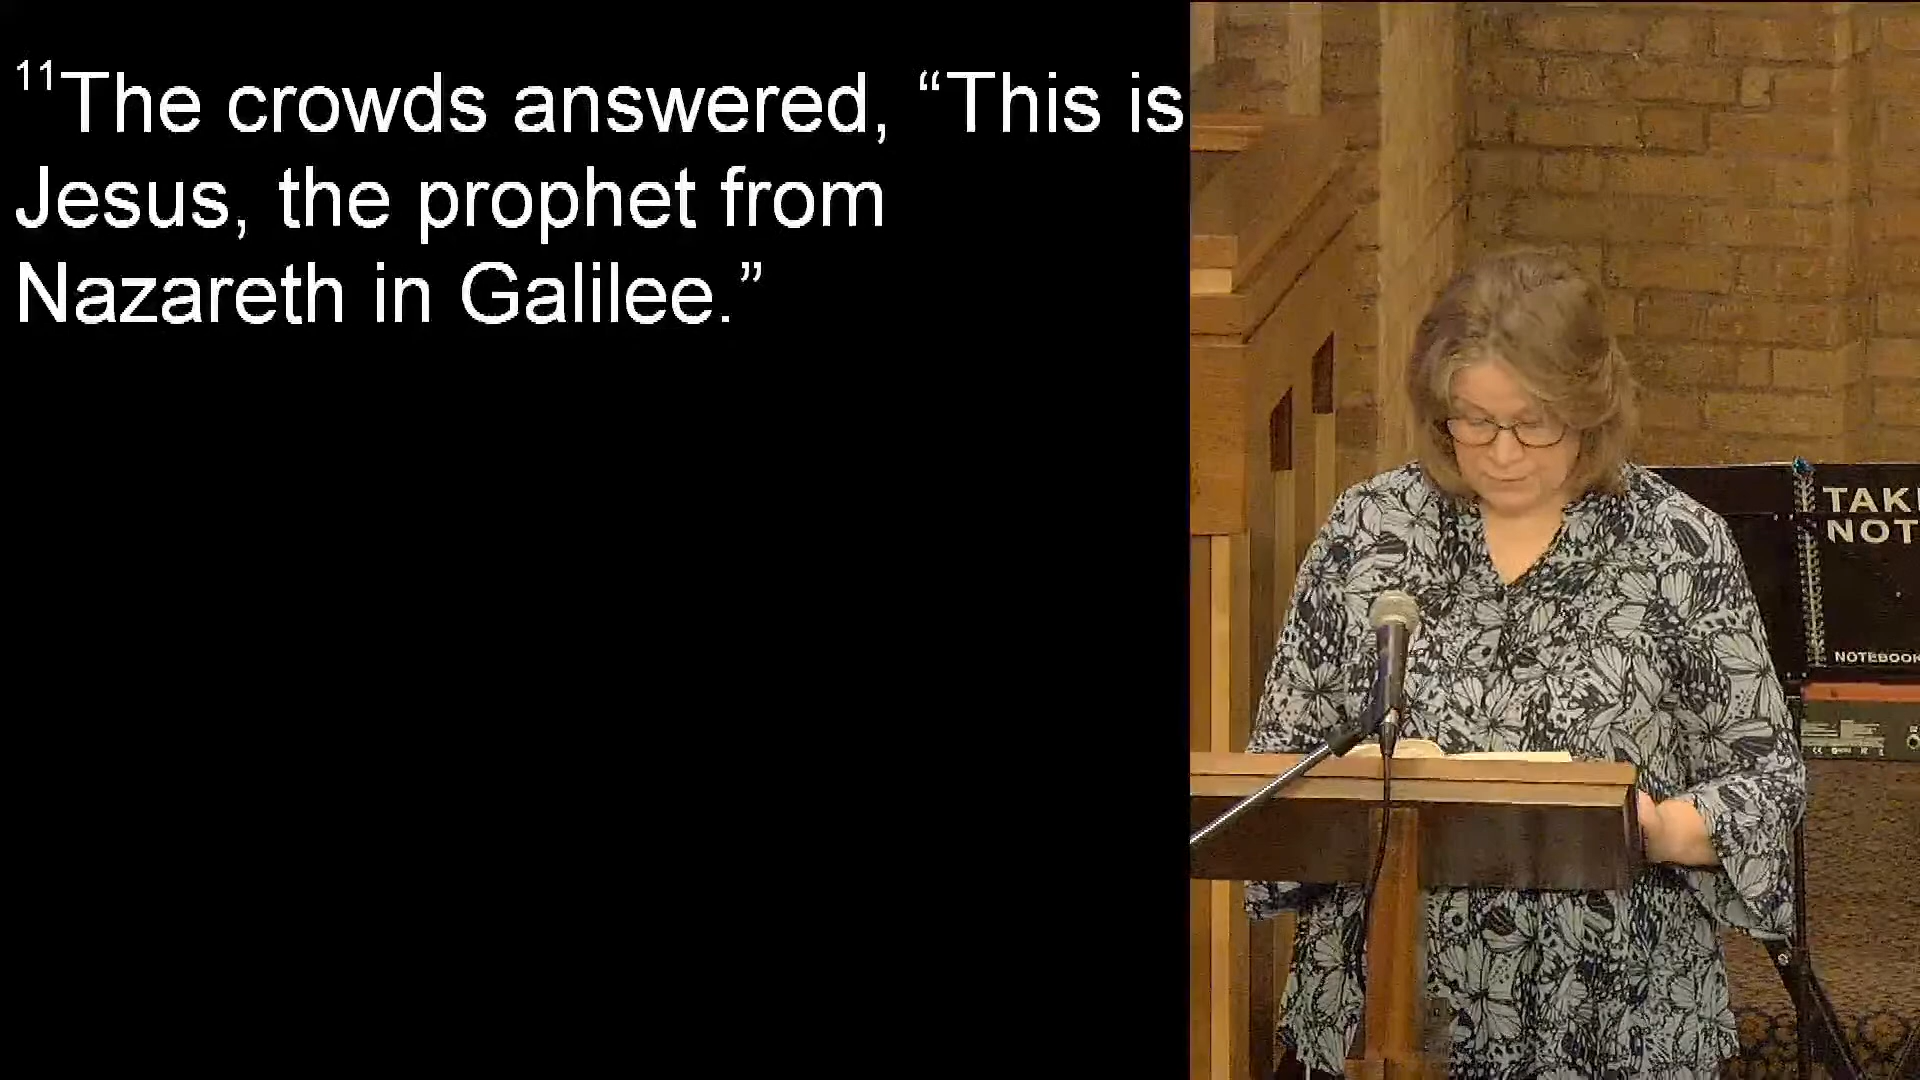 ¹¹The crowds answered, “This is
Jesus, the prophet from
Nazareth in Galilee.”
TAK
NOT
NOTEBOOK